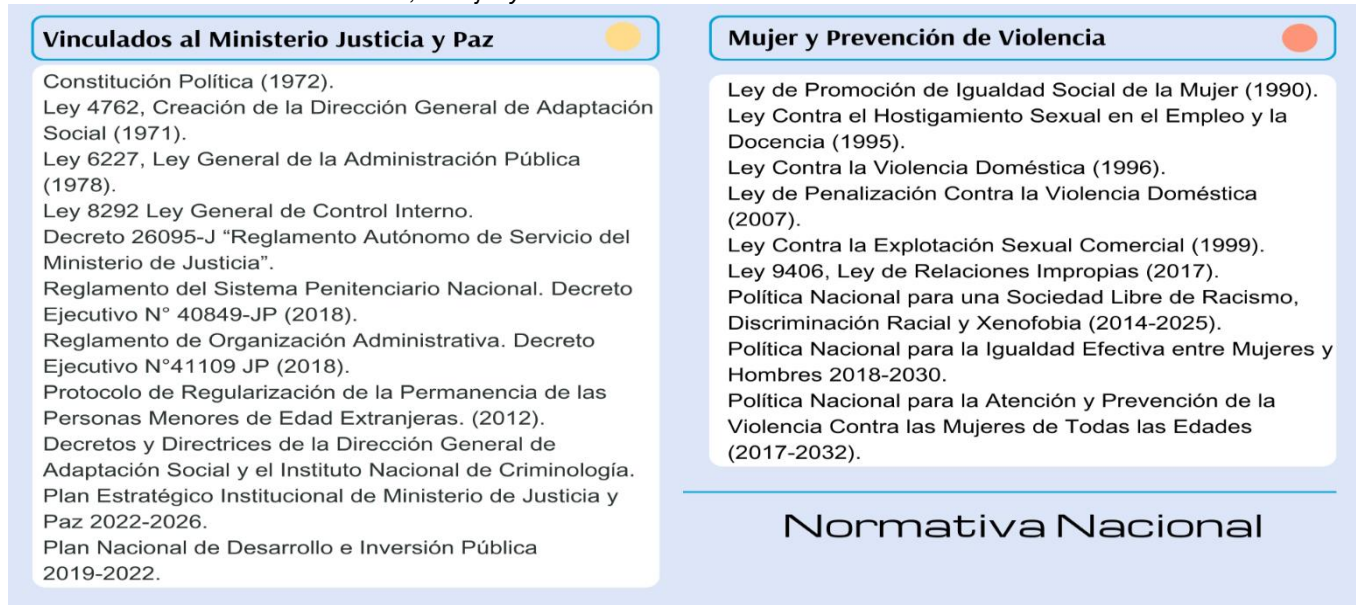 Vinculados al Ministerio Justicia y Paz
Constitución Política (1972).
Ley 4762, Creación de la Dirección General de Adaptación
Social (1971).
Ley 6227, Ley General de la Administración Pública
(1978).
Ley 8292 Ley General de Control Interno.
Decreto 26095-J “Reglamento Autónomo de Servicio del
Ministerio de Justicia”.
Reglamento del Sistema Penitenciario Nacional. Decreto
Ejecutivo N° 40849-JP (2018).
Reglamento de Organización Administrativa. Decreto
Ejecutivo N°41109 JP (2018).
Protocolo de Regularización de la Permanencia de las
Personas Menores de Edad Extranjeras. (2012).
Decretos y Directrices de la Dirección General de
Adaptación Social y el Instituto Nacional de Criminología.
Plan Estratégico Institucional de Ministerio de Justicia y
Paz 2022-2026.
Plan Nacional de Desarrollo e Inversión Pública
2019-2022.
Mujer y Prevención de Violencia
Ley de Promoción de Igualdad Social de la Mujer (1990).
Ley Contra el Hostigamiento Sexual en el Empleo y la
Docencia (1995).
Ley Contra la Violencia Doméstica (1996).
Ley de Penalización Contra la Violencia Doméstica
(2007).
Ley Contra la Explotación Sexual Comercial (1999).
Ley 9406, Ley de Relaciones Impropias (2017).
Política Nacional para una Sociedad Libre de Racismo,
Discriminación Racial y Xenofobia (2014-2025).
Política Nacional para la Igualdad Efectiva entre Mujeres y
Hombres 2018-2030.
Política Nacional para la Atención y Prevención de la
Violencia Contra las Mujeres de Todas las Edades
(2017-2032).
Normativa Nacional